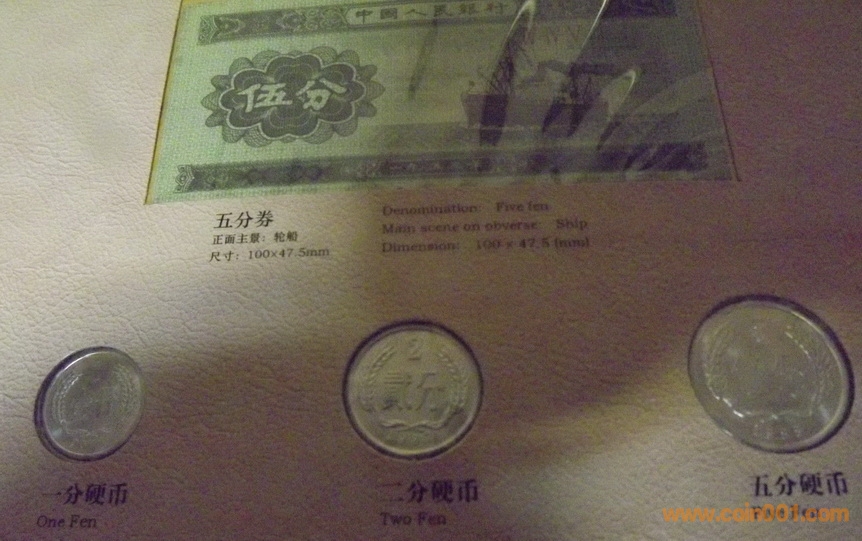 中國人民銀行
伍分
五分券
正面主景：轮船
尺寸：100×47.5mm
Denomination: Five fen
Main scene on obverse: Ship
Dimension: 100 × 47.5 (mm)
2
贰分
一分硬币
One Fen
二分硬币
Two Fen
五分硬币
www.coin001.com